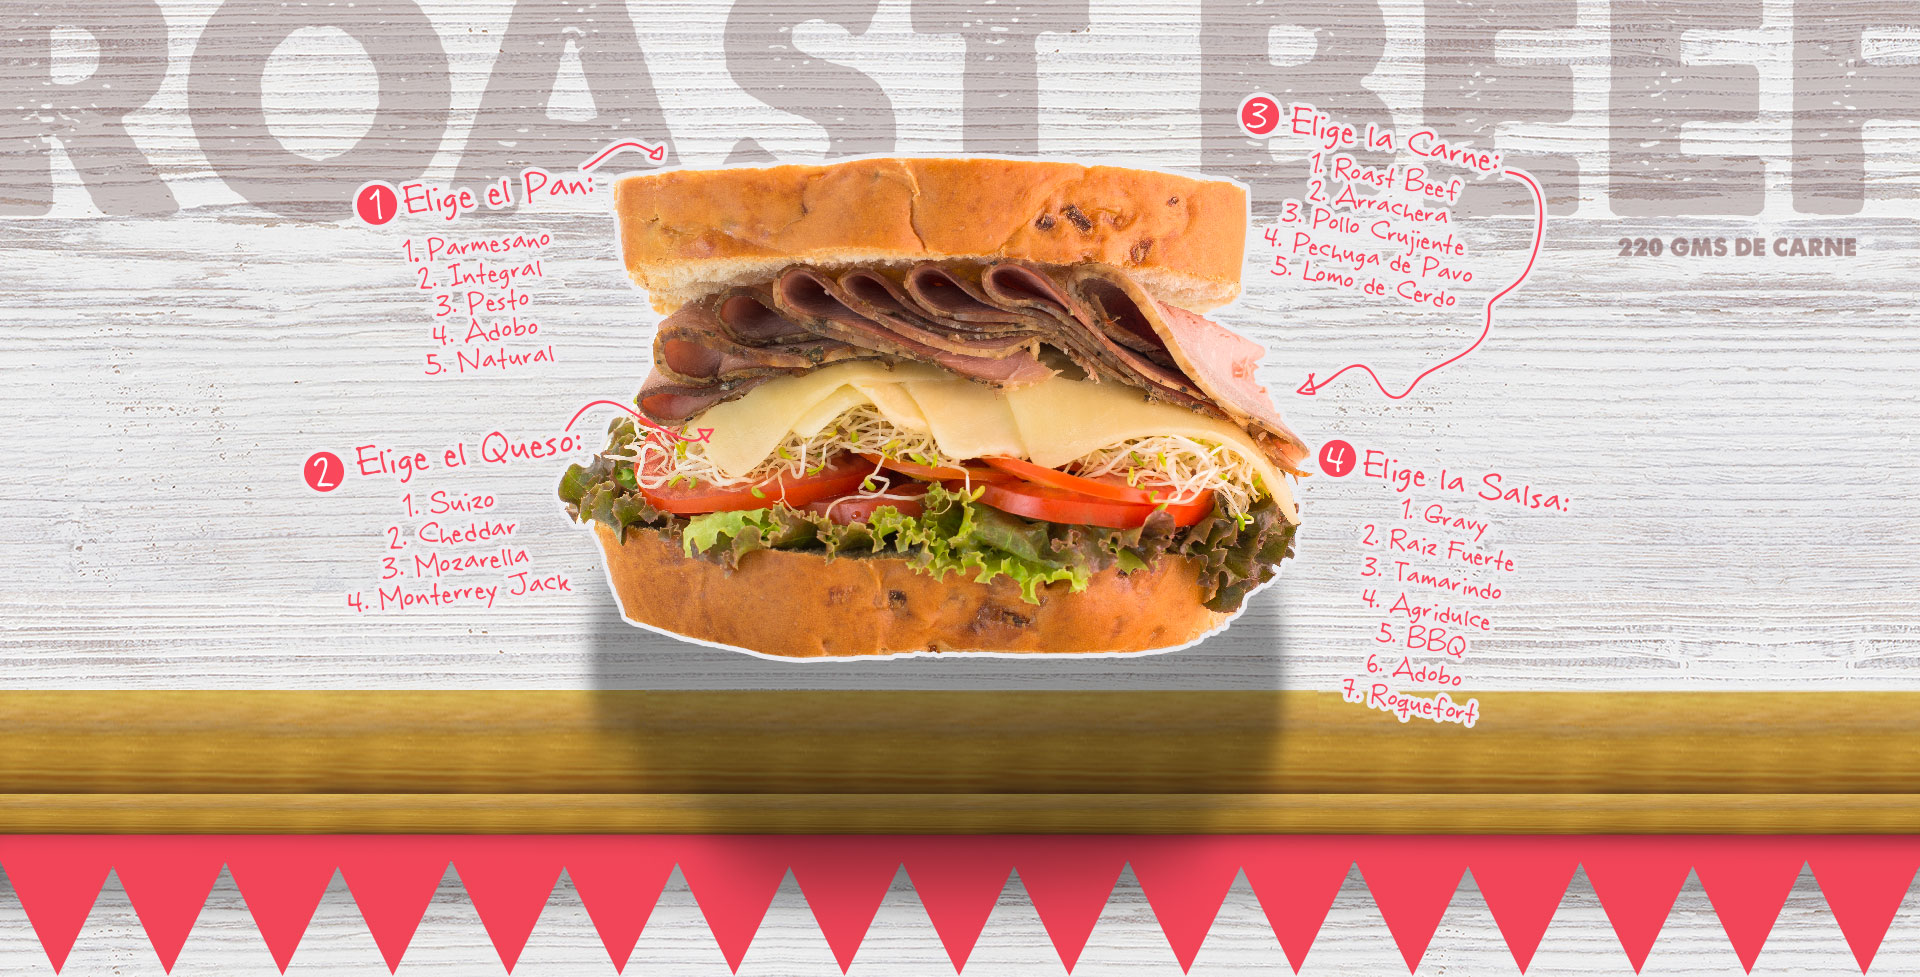 ROAST BEEF
1 Elige el Pan:
1. Parmesano
2. Integral
3. Pesto
4. Adobo
5. Natural
2 Elige el Queso:
1. Suizo
2. Cheddar
3. Mozarella
4. Monterrey Jack
3 Elige la Carne:
1. Roast Beef
2. Arrachera
3. Pollo Crujiente
4. Pechuga de Pavo
5. Lomo de Cerdo
220 GMS DE CARNE
4 Elige la Salsa:
1. Gravy
2. Raiz Fuerte
3. Tamarindo
4. Agridulce
5. BBQ
6. Adobo
7. Roquefort